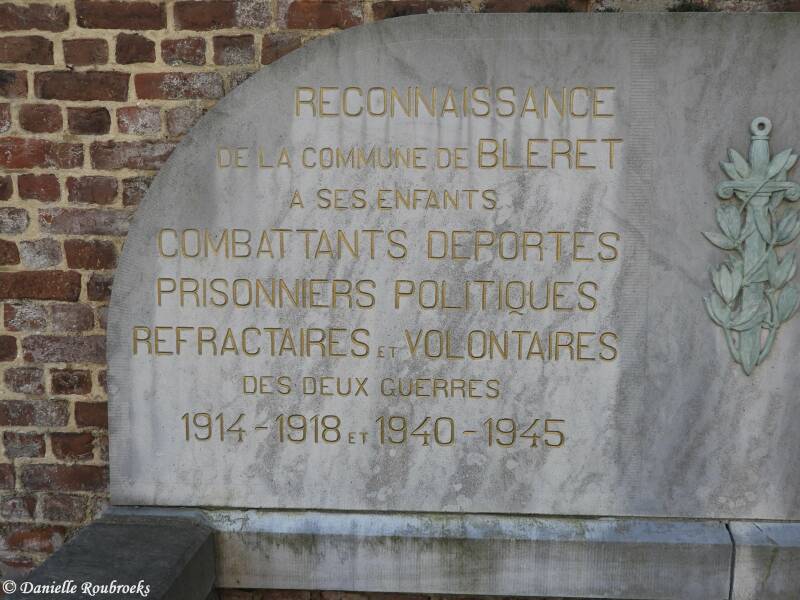 RECONNAISSANCE
DE LA COMMUNE DE BLERET
A SES ENFANTS
COMBATTANTS DEPORTES
PRISONNIERS POLITIQUES
REFRACTAIRES ET VOLONTAIRES
DES DEUX GUERRES
1914 - 1918 ET 1940 - 1945
© Danielle Roubroeks